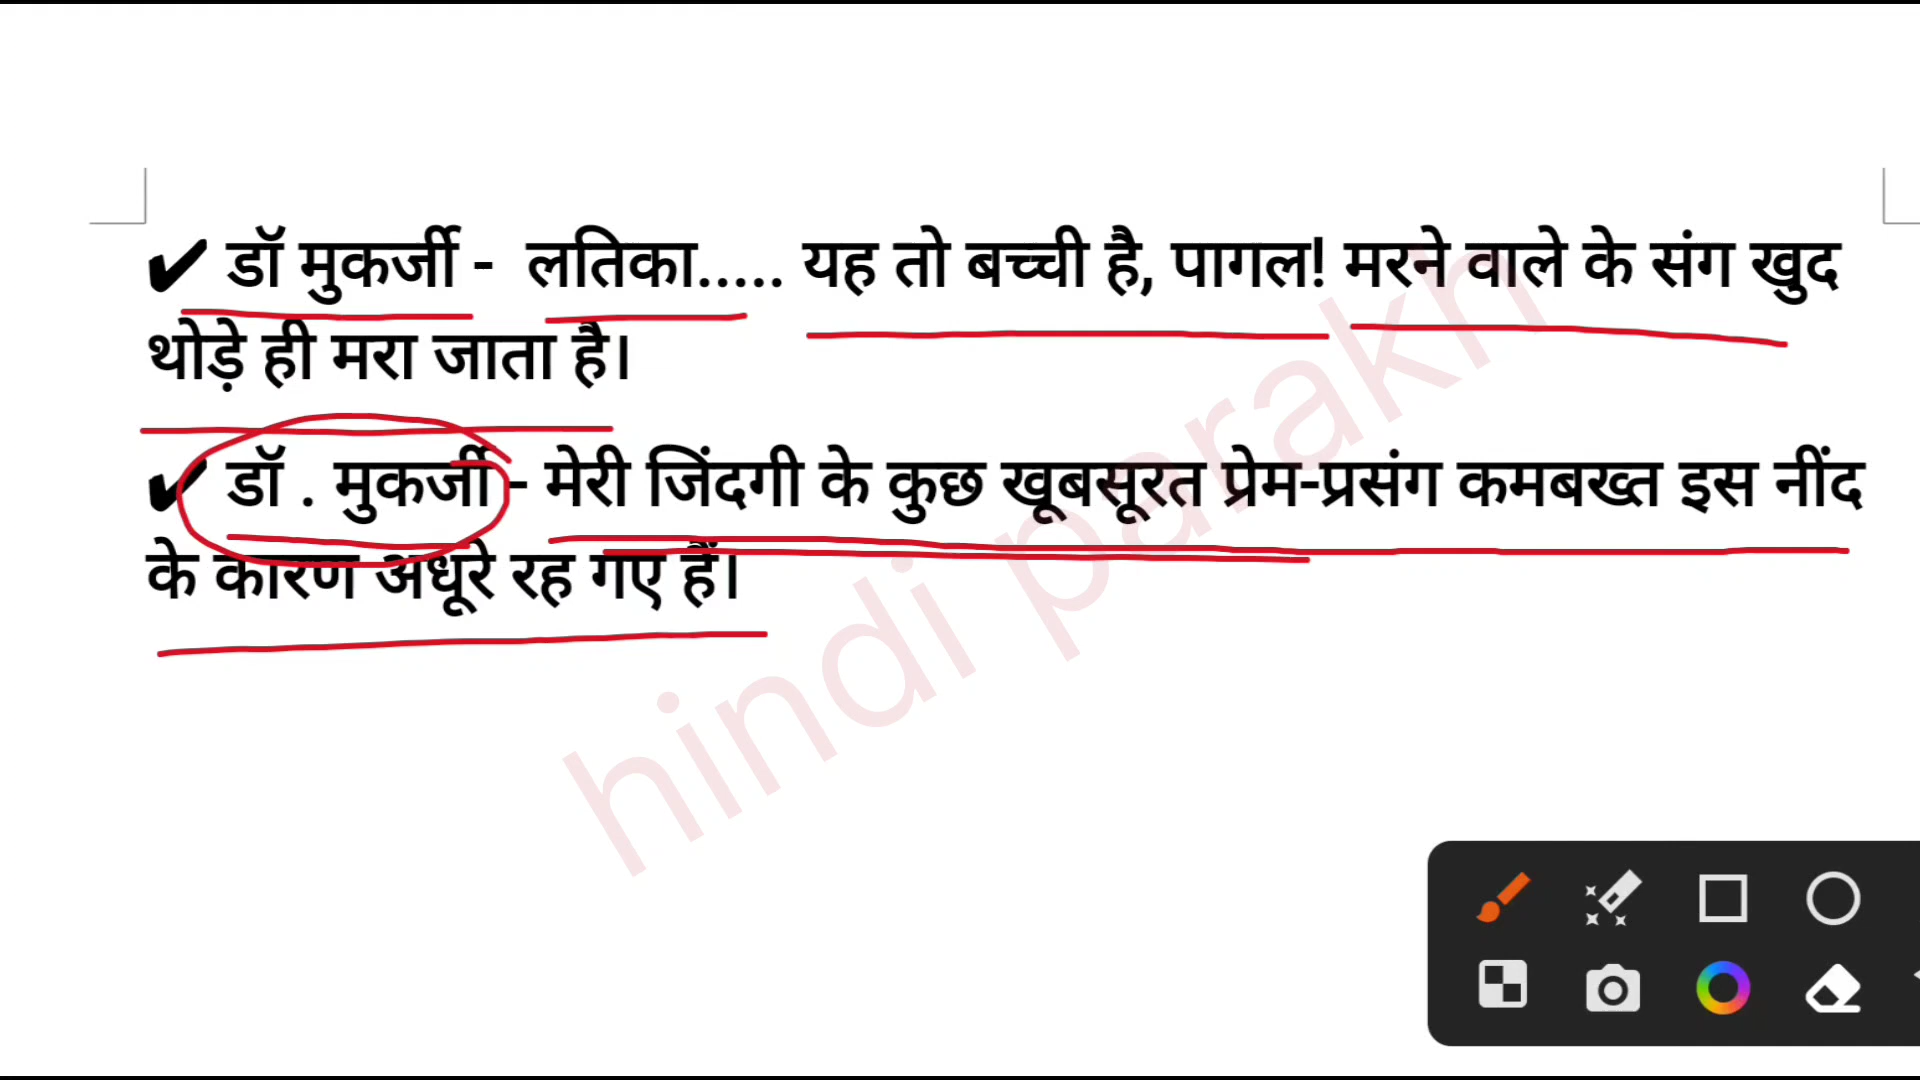 ✔ डॉ मुकर्जी - लतिका..... यह तो बच्ची है, पागल! मरने वाले के संग खुद
थोड़े ही मरा जाता है।
✔ डॉ . मुकर्जी - मेरी जिंदगी के कुछ खूबसूरत प्रेम-प्रसंग कमबख्त इस नींद
के कारण अधूरे रह गए हैं।
hindi parakh